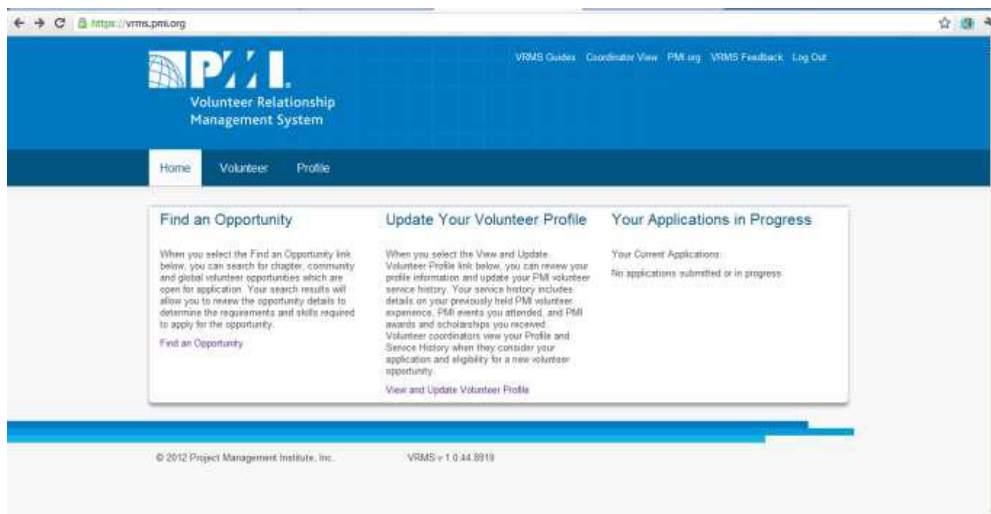 https://vrms.pmi.org
VRMS Guides Coordinator View PMI.org VRMS Feedback Log Out
PMI.
Volunteer Relationship
Management System
Home Volunteer Profile
Find an Opportunity
When you select the Find an Opportunity link
below, you can search for chapter, community
and global volunteer opportunities which are
open for application. Your search results will
allow you to review the opportunity details to
determine the requirements and skills required
to apply for the opportunity.
Find an Opportunity
Update Your Volunteer Profile
When you select the View and Update
Volunteer Profile link below, you can review your
profile information and update your PMI volunteer
service history. Your service history includes
details on your previously held PMI volunteer
experience, PMI events you attended, and PMI
awards and scholarships you received.
Volunteer coordinators view your Profile and
Service History when they consider your
application and eligibility for a new volunteer
opportunity.
View and Update Volunteer Profile
Your Applications in Progress
Your Current Applications:
No applications submitted or in progress
© 2012 Project Management Institute, Inc. VRMS v 1.0.44.8919